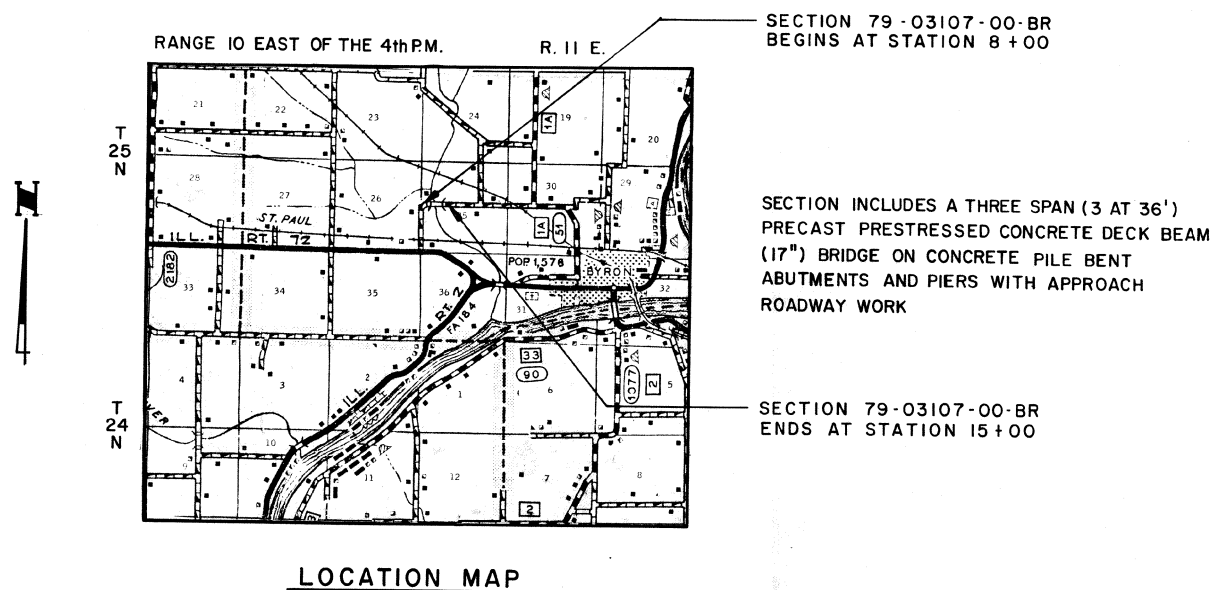 SECTION 79-03107-00-BR
BEGINS AT STATION 8+00
RANGE 10 EAST OF THE 4th P.M.
R. 11 E.
21
22
23
24
19
20
1A
T
25
N
28
27
26
25
30
29
ST. PAUL
ILL. RT. 72
1A
51
POP. 1,576
BYRON
2182
33
34
35
36
31
32
RT. 2
FA 184
N
SECTION INCLUDES A THREE SPAN (3 AT 36')
PRECAST PRESTRESSED CONCRETE DECK BEAM
(17") BRIDGE ON CONCRETE PILE BENT
ABUTMENTS AND PIERS WITH APPROACH
ROADWAY WORK
33
90
1377
2
4
3
2
1
6
5
ILL.
T
24
N
VER
10
11
12
7
8
2
SECTION 79-03107-00-BR
ENDS AT STATION 15+00
LOCATION MAP